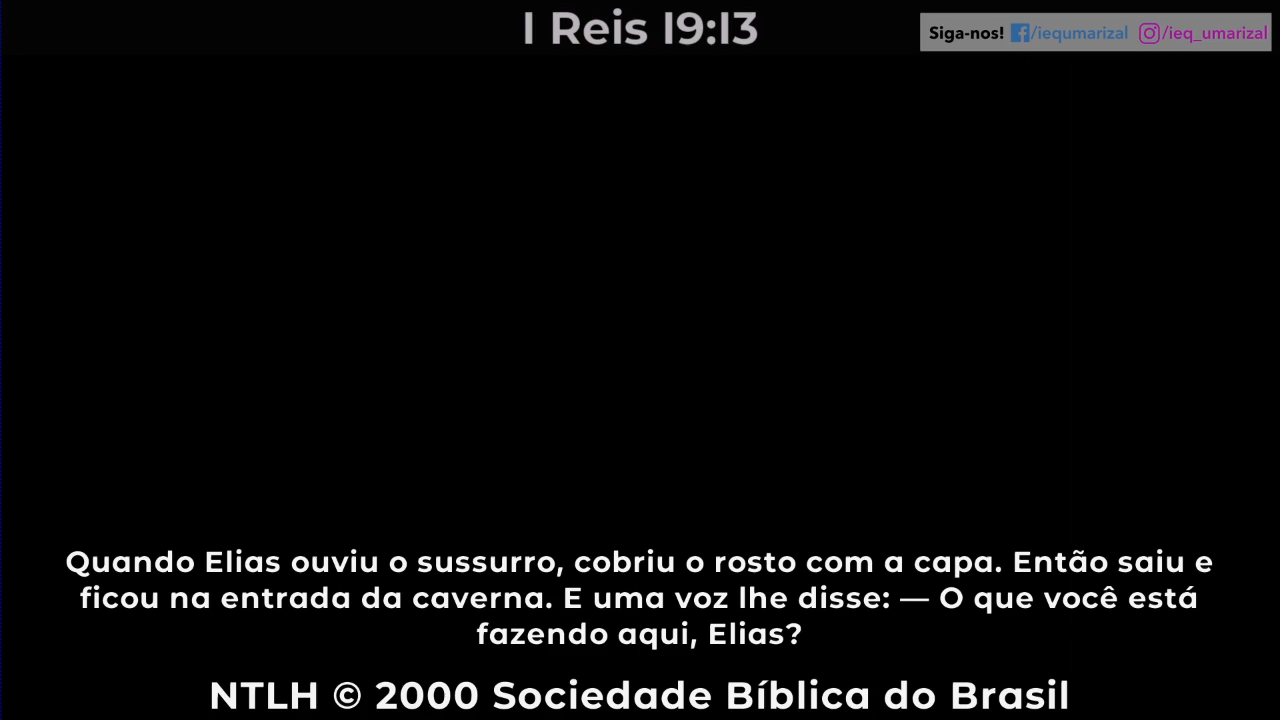 I Reis 19:13
Siga-nos! /iequmarizal /ieq_umarizal
Quando Elias ouviu o sussurro, cobriu o rosto com a capa. Então saiu e
ficou na entrada da caverna. E uma voz lhe disse: — O que você está
fazendo aqui, Elias?
NTLH © 2000 Sociedade Bíblica do Brasil